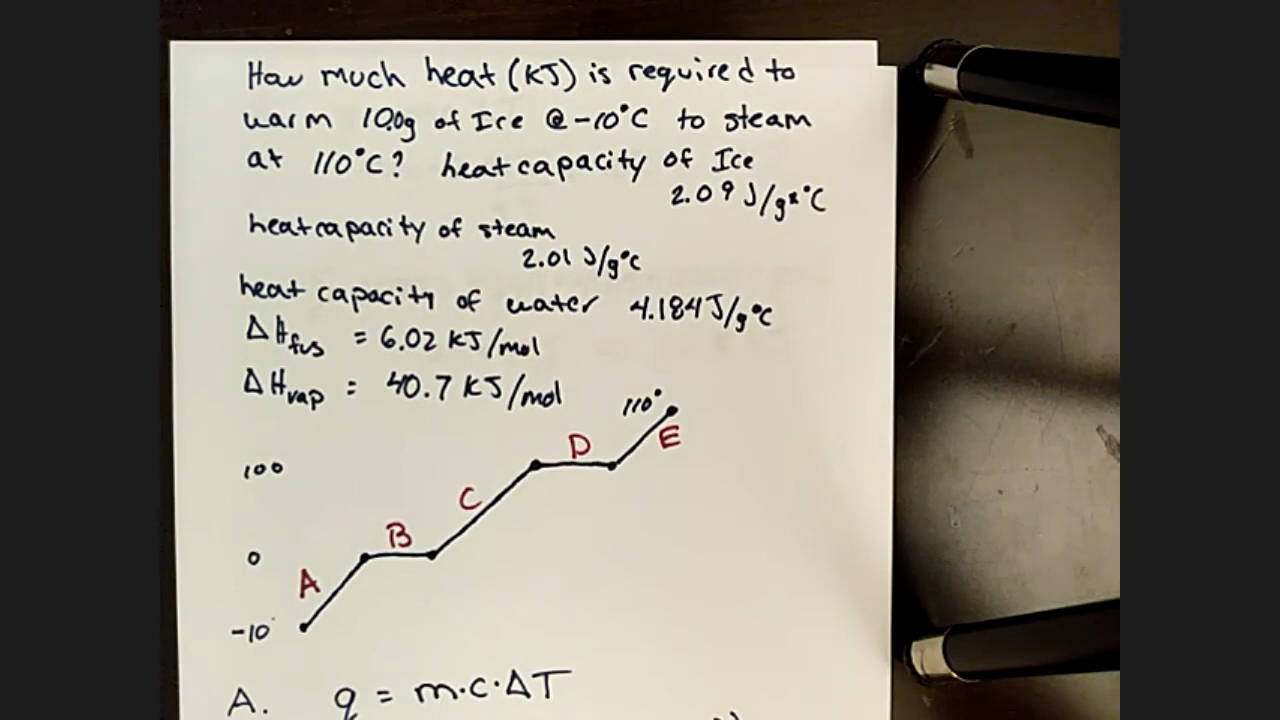 How much heat (KJ) is required to
warm 10.0g of Ice @ -10°C to steam
at 110°C? heat capacity of Ice
2.09 J/g*°C
heat capacity of steam
2.01 J/g°C
heat capacity of water 4.184 J/g°C
ΔHfus = 6.02 KJ/mol
ΔHvap = 40.7 KJ/mol
110°
E
D
100
C
B
0
A
-10
A. q = m·c·ΔT